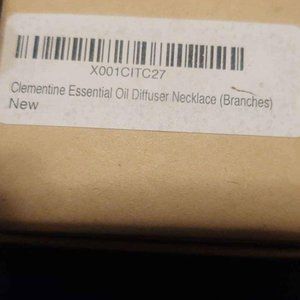 X001CITC27
Clementine Essential Oil Diffuser Necklace (Branches)
New